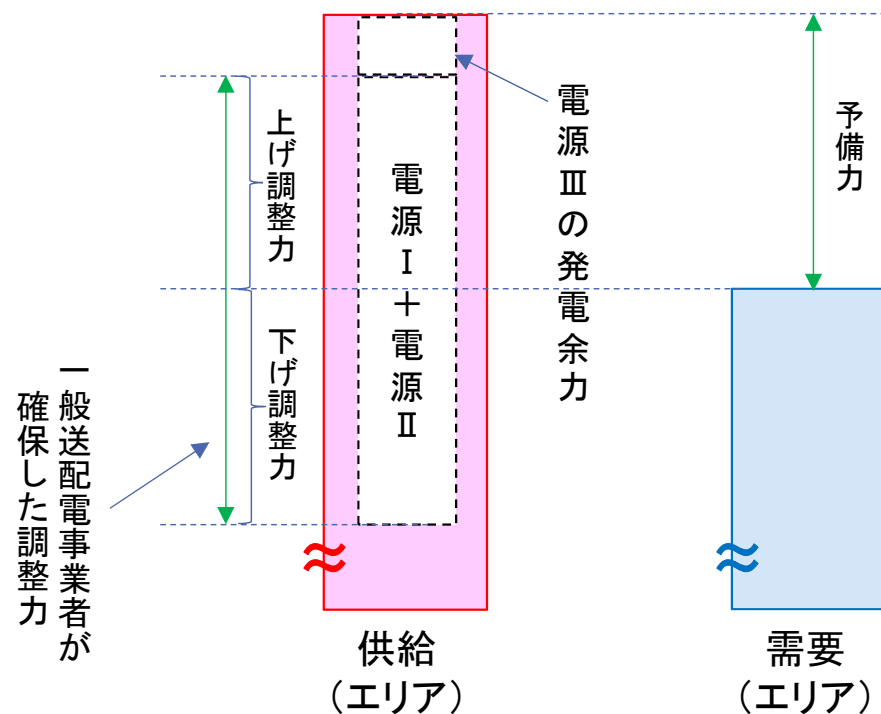 上げ調整力
下げ調整力
一般送配電事業者が
確保した調整力
電源Ⅰ＋電源Ⅱ
電源Ⅲの発電余力
予備力
供給
（エリア）
需要
（エリア）